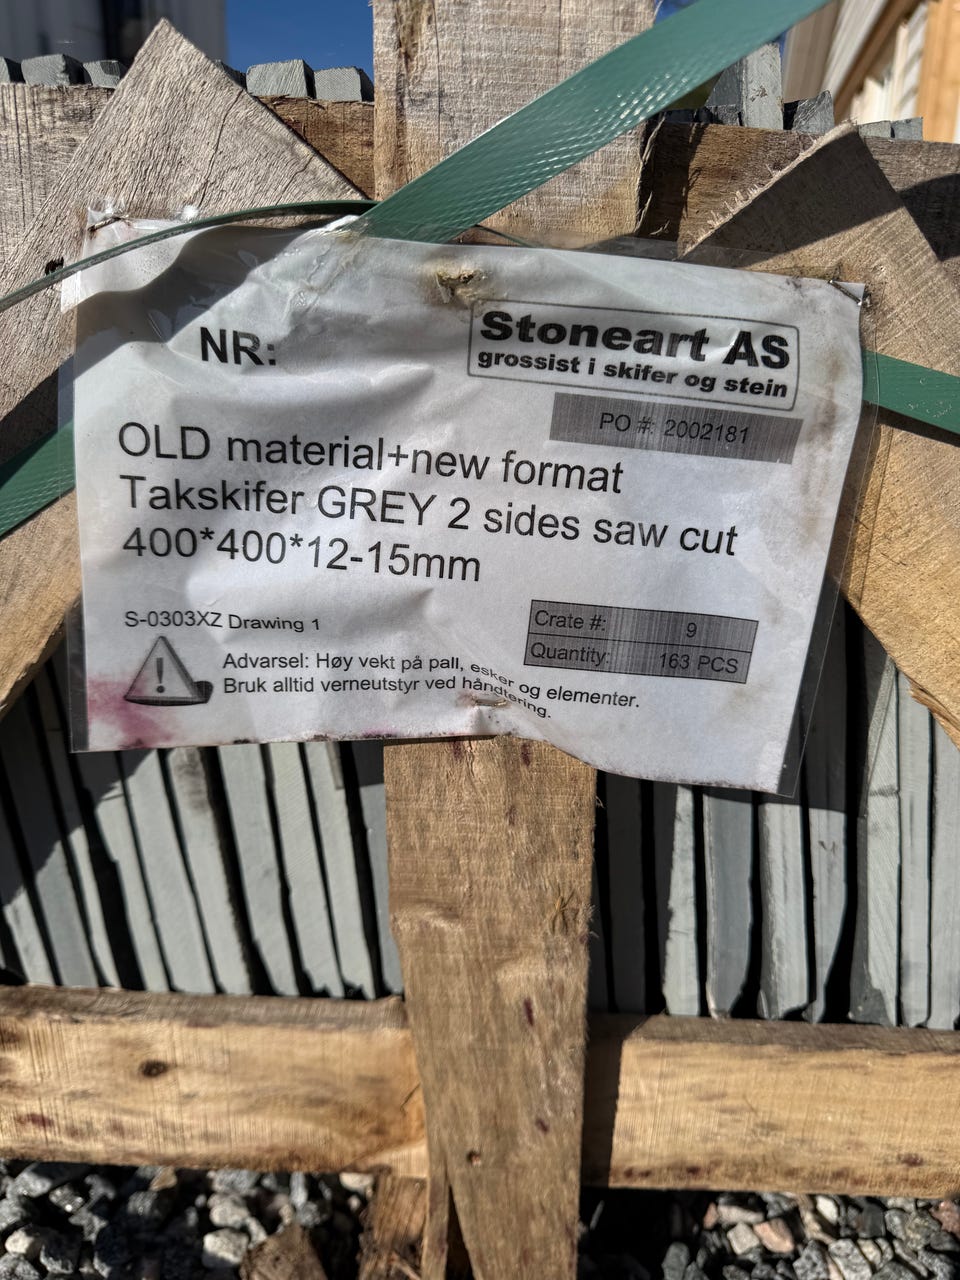 NR:
Stoneart AS
grossist i skifer og stein
PO #: 2002181
OLD material+new format
Takskifer GREY 2 sides saw cut
400*400*12-15mm
S-0303XZ Drawing 1
Crate #: 9
Quantity: 163 PCS
!
Advarsel: Høy vekt på pall, esker og elementer.
Bruk alltid verneutstyr ved håndtering.